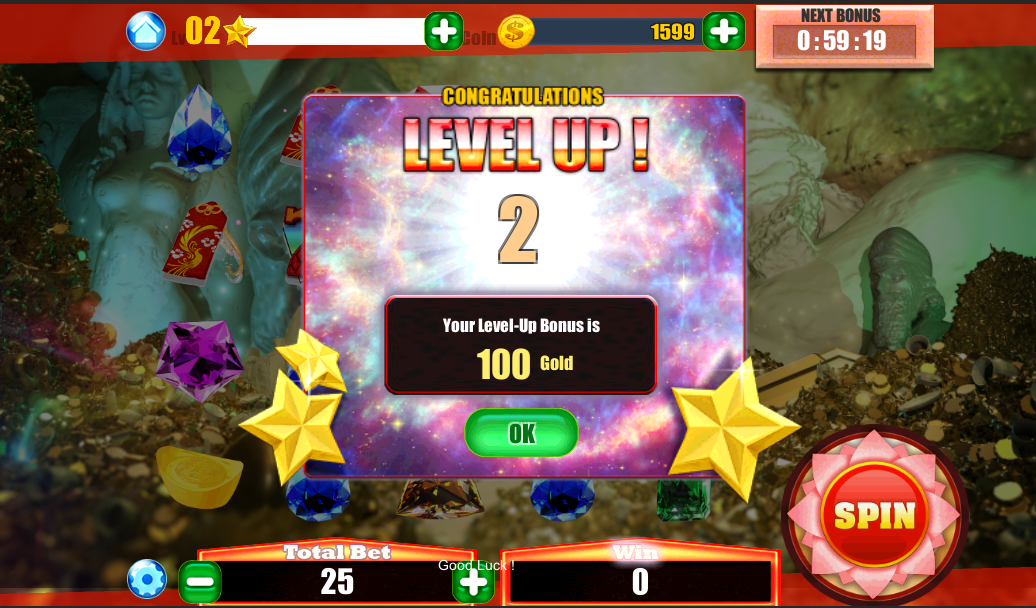 Lv 02
Coin 1599
NEXT BONUS
0:59:19
CONGRATULATIONS
LEVEL UP !
2
Your Level-Up Bonus is
100 Gold
OK
SPIN
Total Bet
25
Good Luck !
Win
0